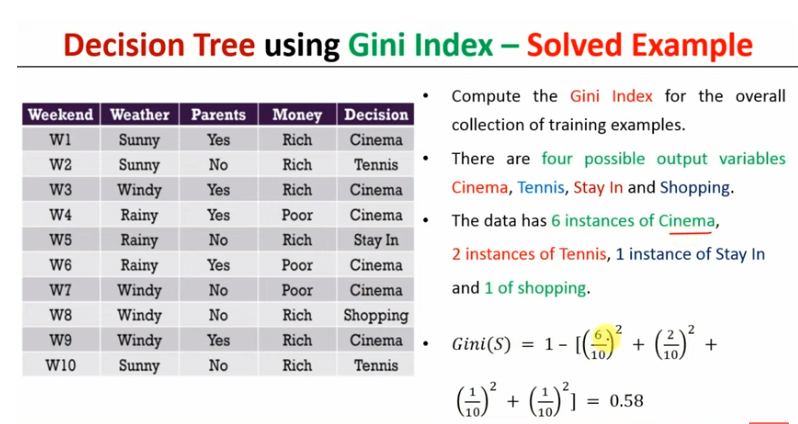 Decision Tree using Gini Index – Solved Example
Weekend Weather Parents Money Decision
W1 Sunny Yes Rich Cinema
W2 Sunny No Rich Tennis
W3 Windy Yes Rich Cinema
W4 Rainy Yes Poor Cinema
W5 Rainy No Rich Stay In
W6 Rainy Yes Poor Cinema
W7 Windy No Poor Cinema
W8 Windy No Rich Shopping
W9 Windy Yes Rich Cinema
W10 Sunny No Rich Tennis
• Compute the Gini Index for the overall
collection of training examples.
• There are four possible output variables
Cinema, Tennis, Stay In and Shopping.
• The data has 6 instances of Cinema,
2 instances of Tennis, 1 instance of Stay In
and 1 of shopping.
• Gini(S) = 1 − [(6/10)² + (2/10)² +
(1/10)² + (1/10)²] = 0.58